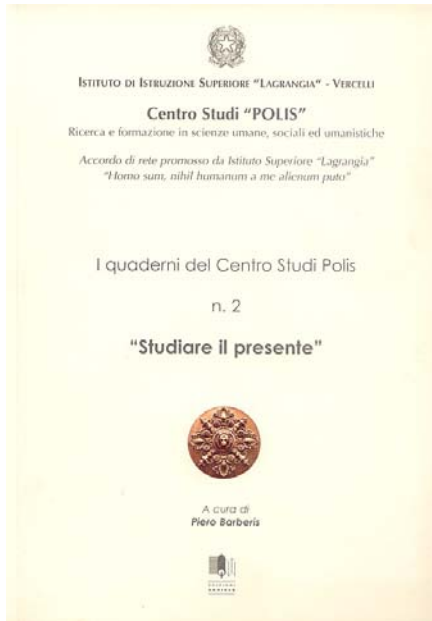 ISTITUTO DI ISTRUZIONE SUPERIORE "LAGRANGIA" - VERCELLI
Centro Studi "POLIS"
Ricerca e formazione in scienze umane, sociali ed umanistiche
Accordo di rete promosso da Istituto Superiore "Lagrangia"
"Homo sum, nihil humanum a me alienum puto"
I quaderni del Centro Studi Polis
n. 2
"Studiare il presente"
A cura di
Piero Barberis
EDIZIONI